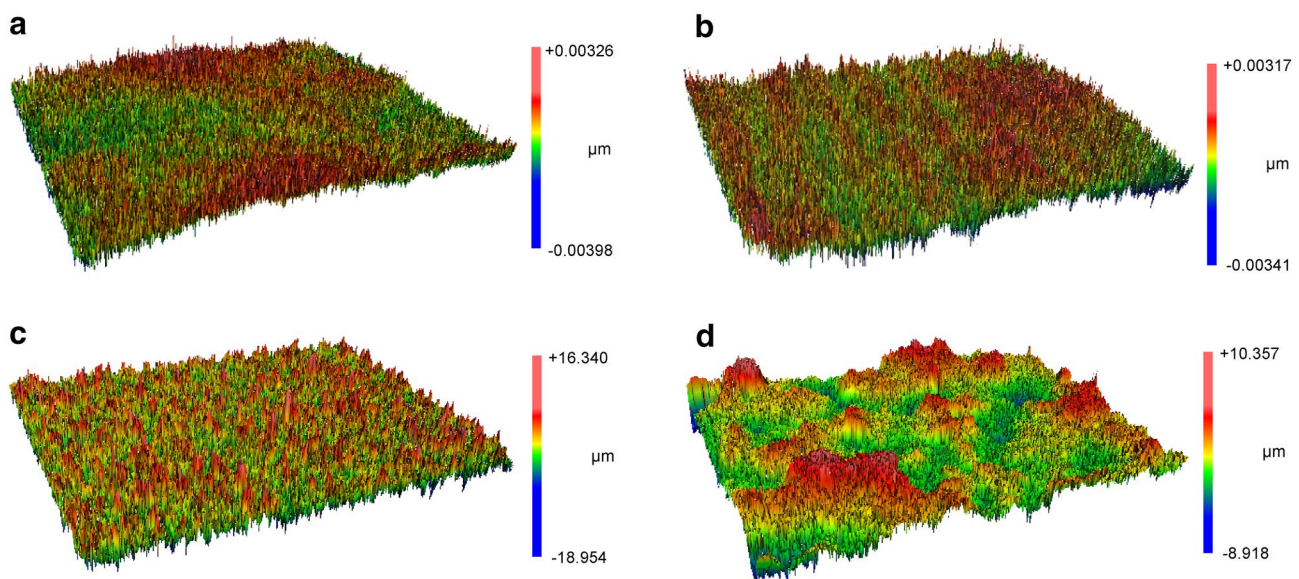 a
+0.00326
µm
-0.00398
b
+0.00317
µm
-0.00341
c
+16.340
µm
-18.954
d
+10.357
µm
-8.918